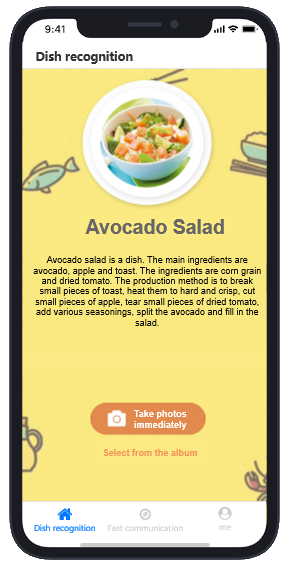 9:41
Dish recognition
Avocado Salad
Avocado salad is a dish. The main ingredients are
avocado, apple and toast. The ingredients are corn grain
and dried tomato. The production method is to break
small pieces of toast, heat them to hard and crisp, cut
small pieces of apple, tear small pieces of dried tomato,
add various seasonings, split the avocado and fill in the
salad.
Take photos
immediately
Select from the album
Dish recognition
Fast communication
me